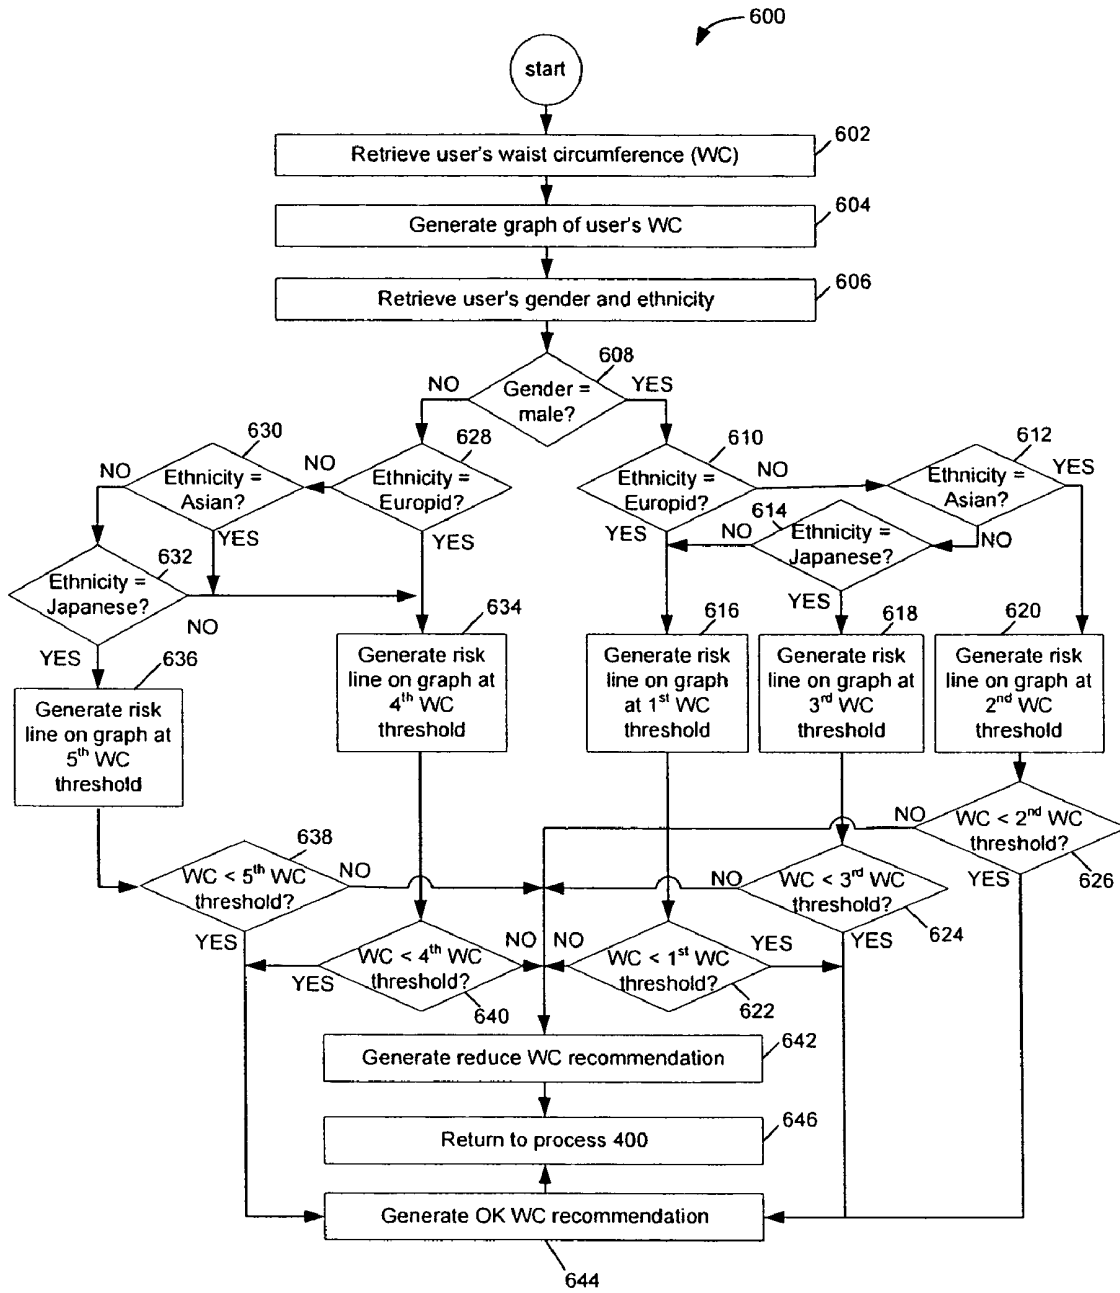 600
start
602
Retrieve user's waist circumference (WC)
604
Generate graph of user's WC
606
Retrieve user's gender and ethnicity
608
NO
Gender =
male?
YES
630
628
610
612
NO
Ethnicity =
Asian?
NO
Ethnicity =
Europid?
Ethnicity =
Europid?
NO
Ethnicity =
Asian?
YES
YES
YES
YES
NO
614
Ethnicity =
Japanese?
NO
632
Ethnicity =
Japanese?
NO
YES
YES
634
616
618
620
636
Generate risk
line on graph at
5th WC
threshold
Generate risk
line on graph at
4th WC
threshold
Generate risk
line on graph
at 1st WC
threshold
Generate risk
line on graph at
3rd WC
threshold
Generate risk
line on graph at
2nd WC
threshold
NO
WC < 2nd WC
threshold?
YES
626
638
WC < 5th WC
threshold?
NO
YES
NO
WC < 3rd WC
threshold?
YES
624
WC < 4th WC
threshold?
NO
YES
640
NO
WC < 1st WC
threshold?
YES
622
642
Generate reduce WC recommendation
646
Return to process 400
Generate OK WC recommendation
644